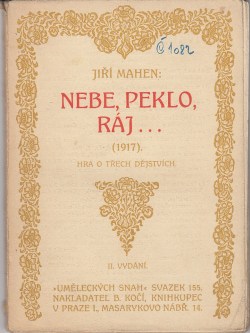 Č 1082
JIŘÍ MAHEN:
NEBE, PEKLO,
RÁJ...
(1917).
HRA O TŘECH DĚJSTVÍCH.
II. VYDÁNÍ.
»UMĚLECKÝCH SNAH« SVAZEK 155.
NAKLADATEL B. KOČÍ, KNIHKUPEC
V PRAZE I., MASARYKOVO NÁBŘ. 14.